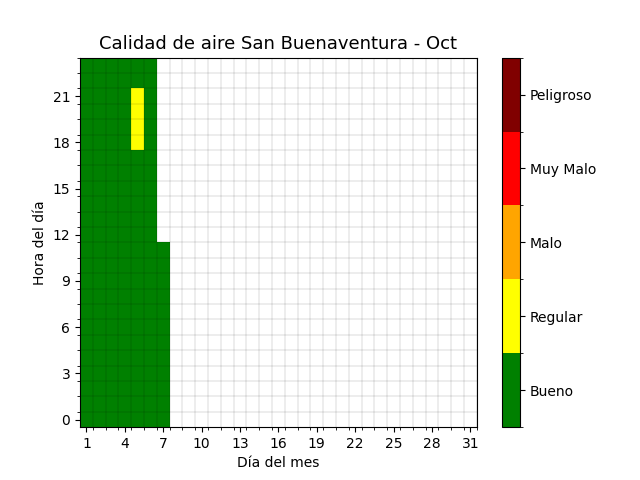 Calidad de aire San Buenaventura - Oct
Hora del día
21
18
15
12
9
6
3
0
1 4 7 10 13 16 19 22 25 28 31
Día del mes
Peligroso
Muy Malo
Malo
Regular
Bueno